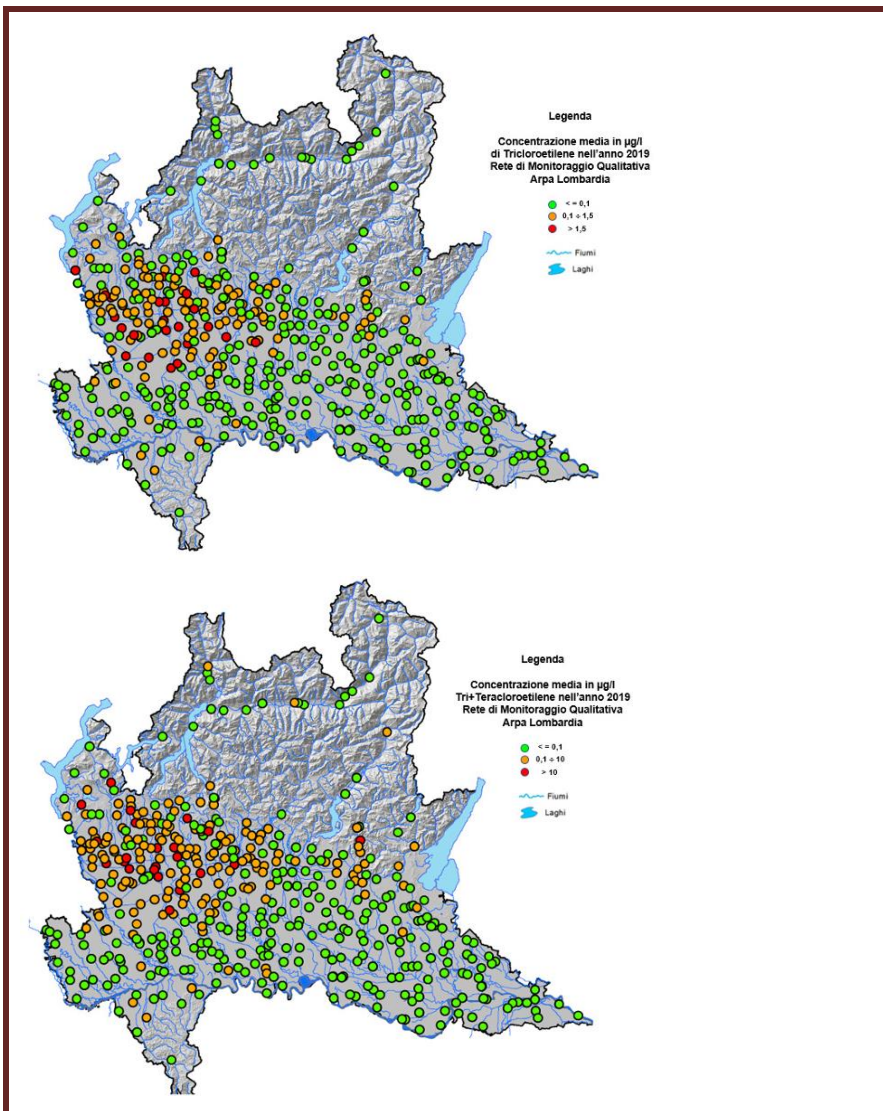 Legenda
Concentrazione media in µg/l
di Tricloroetilene nell'anno 2019
Rete di Monitoraggio Qualitativa
Arpa Lombardia
< = 0,1
0,1 ÷ 1,5
> 1,5
Fiumi
Laghi
Legenda
Concentrazione media in µg/l
Tri+Teracloroetilene nell'anno 2019
Rete di Monitoraggio Qualitativa
Arpa Lombardia
< = 0,1
0,1 ÷ 10
> 10
Fiumi
Laghi